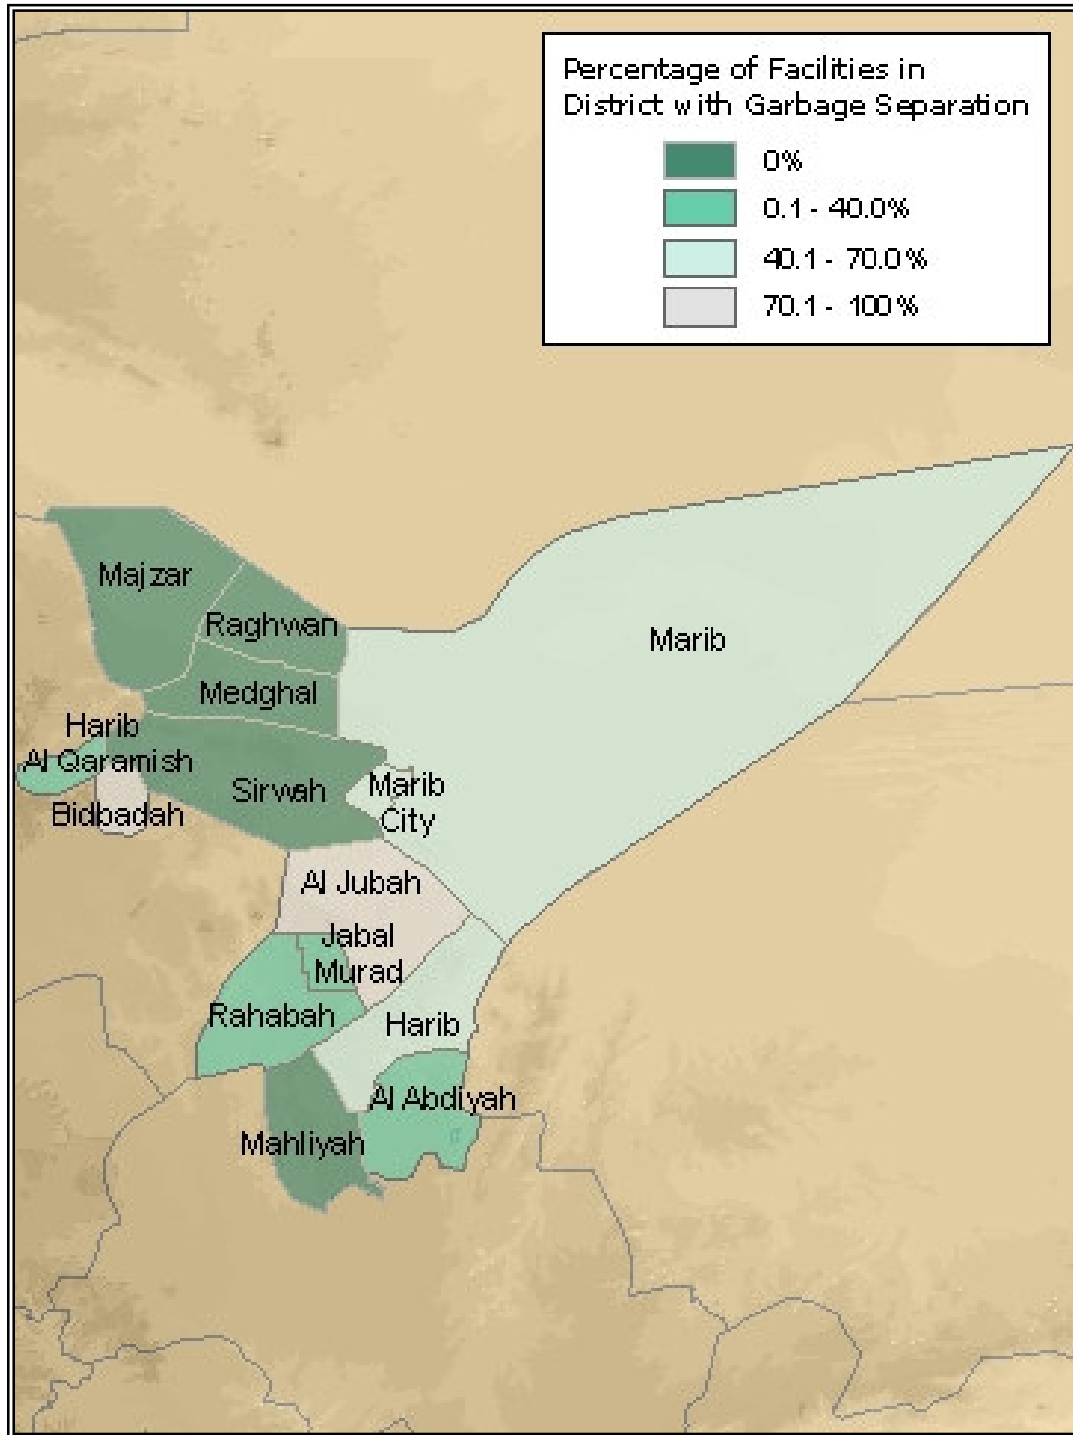 Percentage of Facilities in
District with Garbage Separation
0%
0.1 - 40.0%
40.1 - 70.0%
70.1 - 100%
Majzar
Raghwan
Marib
Medghal
Harib
Al Qaramish
Sirwah
Marib
City
Bidbadah
Al Jubah
Jabal
Murad
Rahabah
Harib
Al Abdiyah
Mahliyah